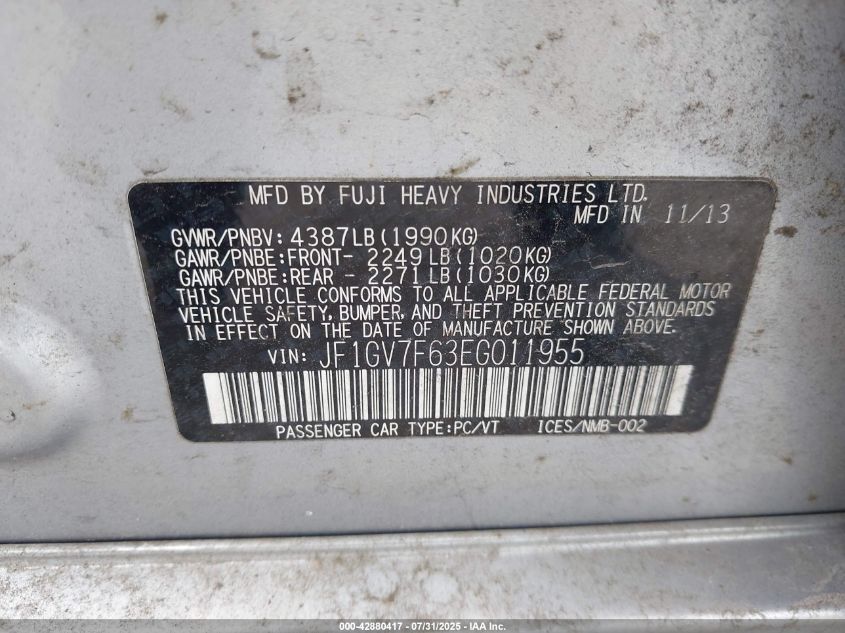 MFD BY FUJI HEAVY INDUSTRIES LTD.
MFD IN 11/13
GVWR/PNBV: 4387LB(1990KG)
GAWR/PNBE:FRONT- 2249LB(1020KG)
GAWR/PNBE:REAR - 2271LB(1030KG)
THIS VEHICLE CONFORMS TO ALL APPLICABLE FEDERAL MOTOR
VEHICLE SAFETY, BUMPER, AND THEFT PREVENTION STANDARDS
IN EFFECT ON THE DATE OF MANUFACTURE SHOWN ABOVE.
VIN: JF1GV7F63EG011955
PASSENGER CAR TYPE:PC/VT ICES/NMB-002
000-42880417 - 07/31/2025 - IAA Inc.